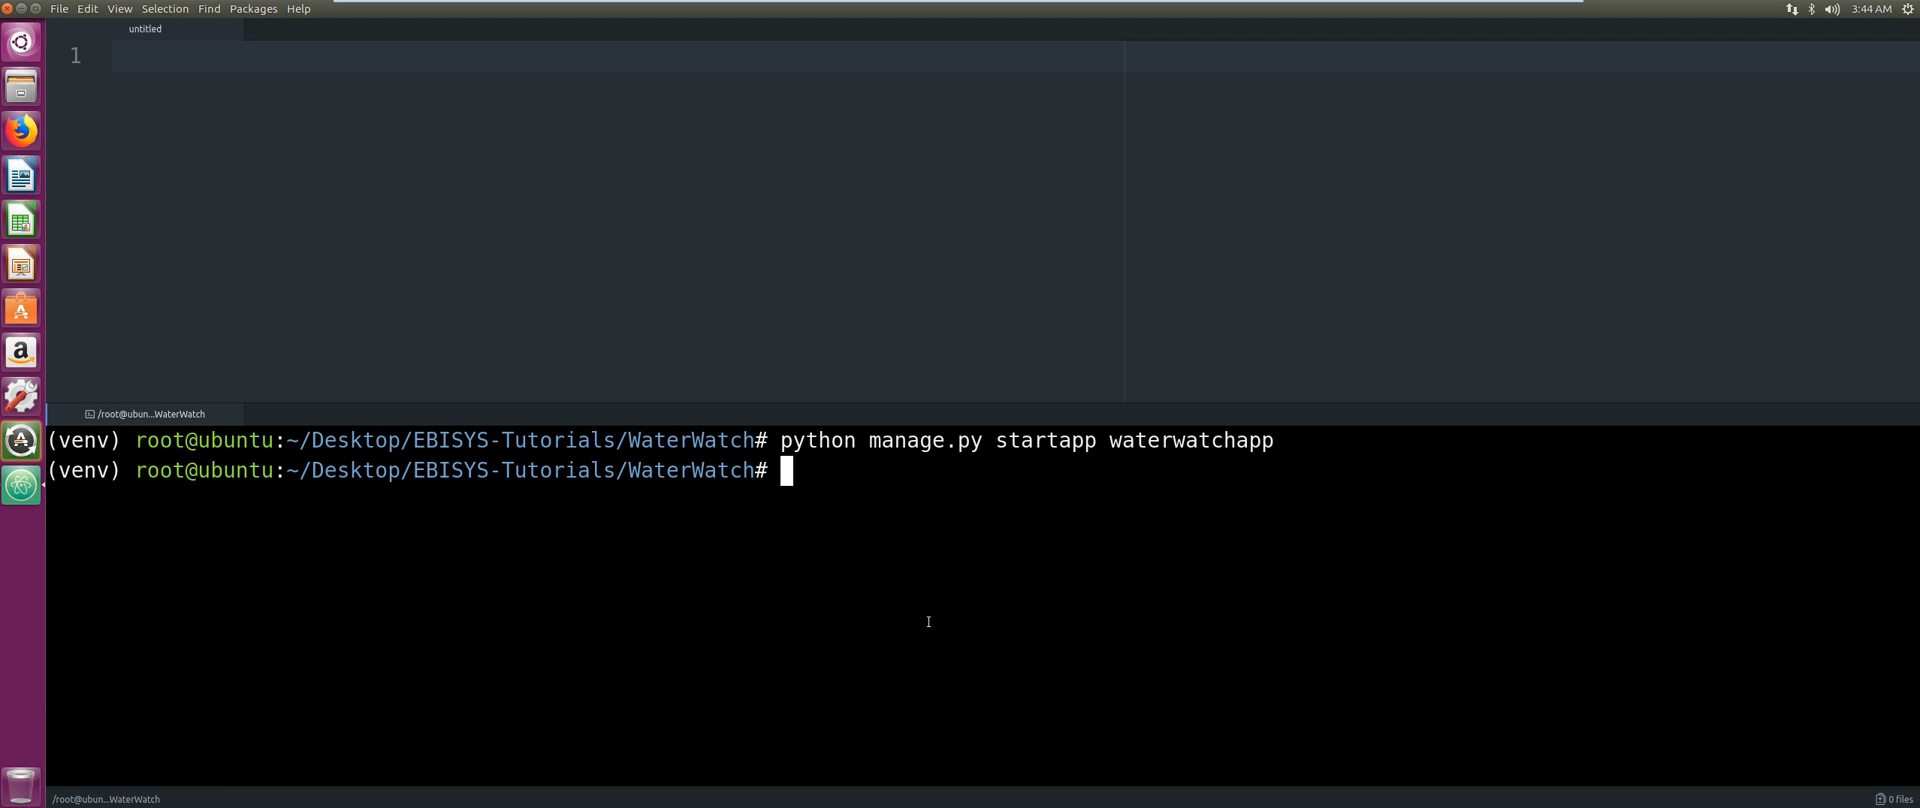 File Edit View Selection Find Packages Help
3:44 AM
untitled
1
/root@ubun...WaterWatch
(venv) root@ubuntu:~/Desktop/EBISYS-Tutorials/WaterWatch# python manage.py startapp waterwatchapp
(venv) root@ubuntu:~/Desktop/EBISYS-Tutorials/WaterWatch#
/root@ubun...WaterWatch
0 files